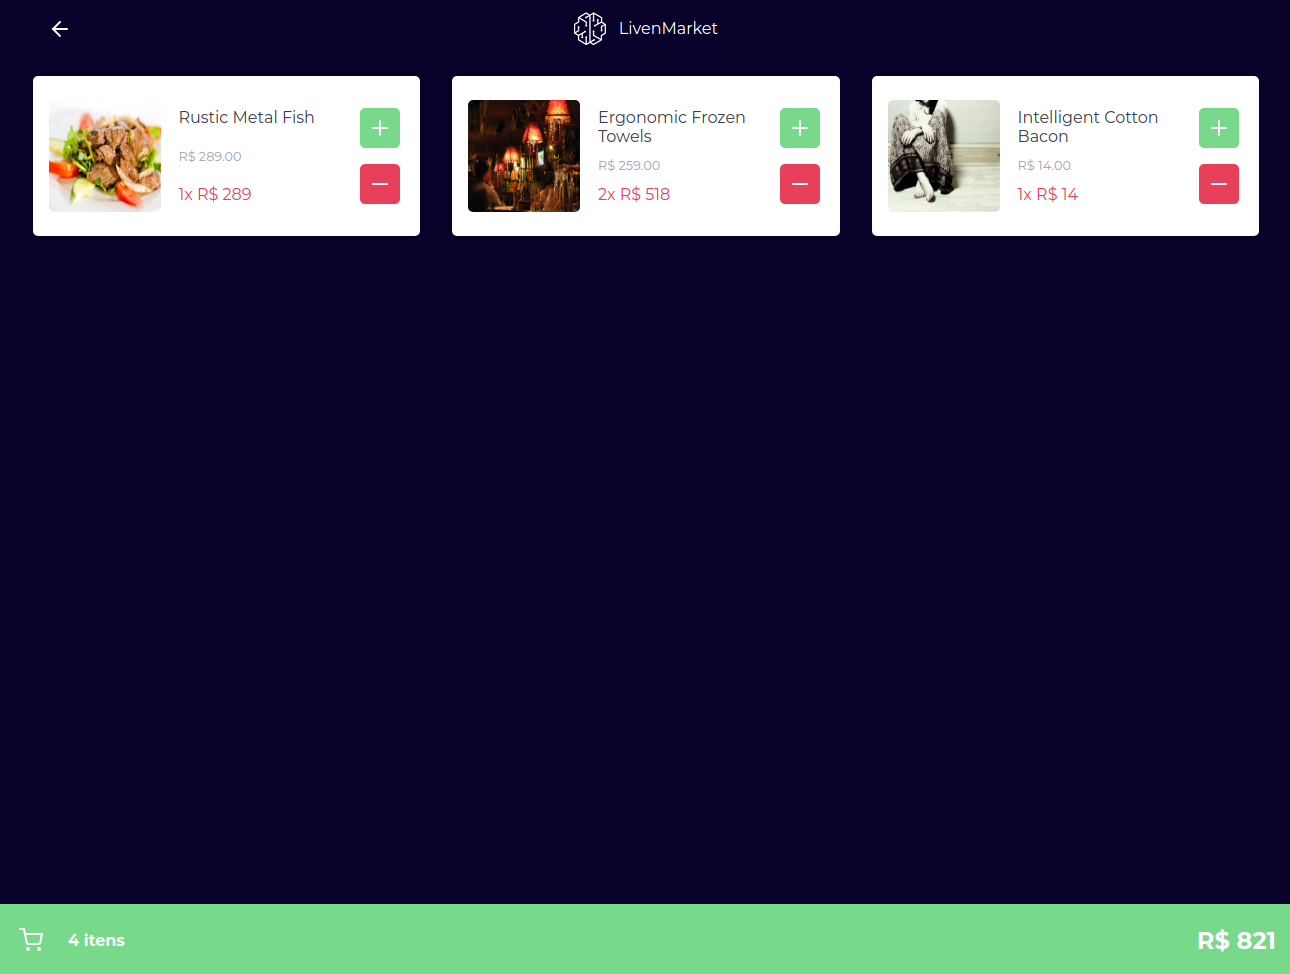 LivenMarket
Rustic Metal Fish
R$ 289.00
1x R$ 289
Ergonomic Frozen
Towels
R$ 259.00
2x R$ 518
Intelligent Cotton
Bacon
R$ 14.00
1x R$ 14
4 itens
R$ 821